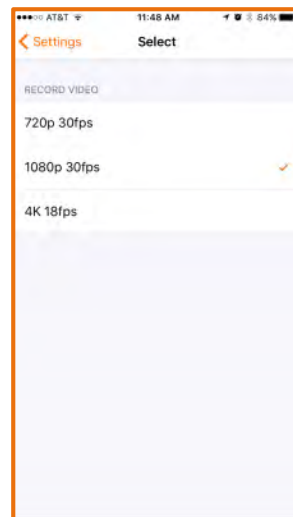 AT&T 11:48 AM 84%
Settings Select
RECORD VIDEO
720p 30fps
1080p 30fps
4K 18fps